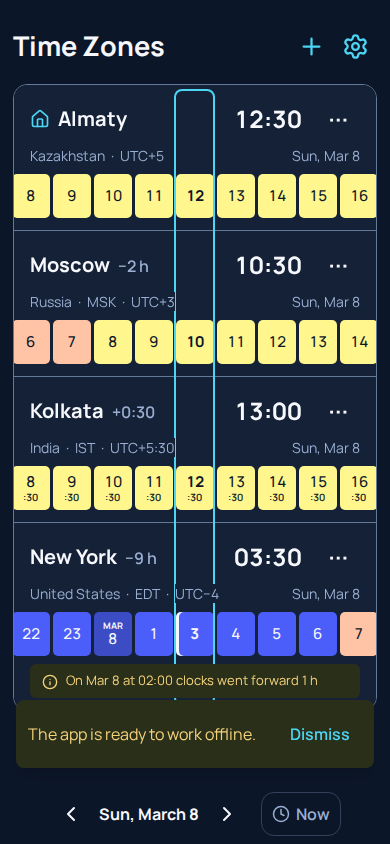 Time Zones
Almaty 12:30 ...
Kazakhstan · UTC+5 Sun, Mar 8
8 9 10 11 12 13 14 15 16
Moscow −2 h 10:30 ...
Russia · MSK · UTC+3 Sun, Mar 8
6 7 8 9 10 11 12 13 14
Kolkata +0:30 13:00 ...
India · IST · UTC+5:30 Sun, Mar 8
8 9 10 11 12 13 14 15 16
:30 :30 :30 :30 :30 :30 :30 :30 :30
New York −9 h 03:30 ...
United States · EDT · UTC−4 Sun, Mar 8
22 23 MAR 8 1 3 4 5 6 7
On Mar 8 at 02:00 clocks went forward 1 h
The app is ready to work offline. Dismiss
Sun, March 8 Now